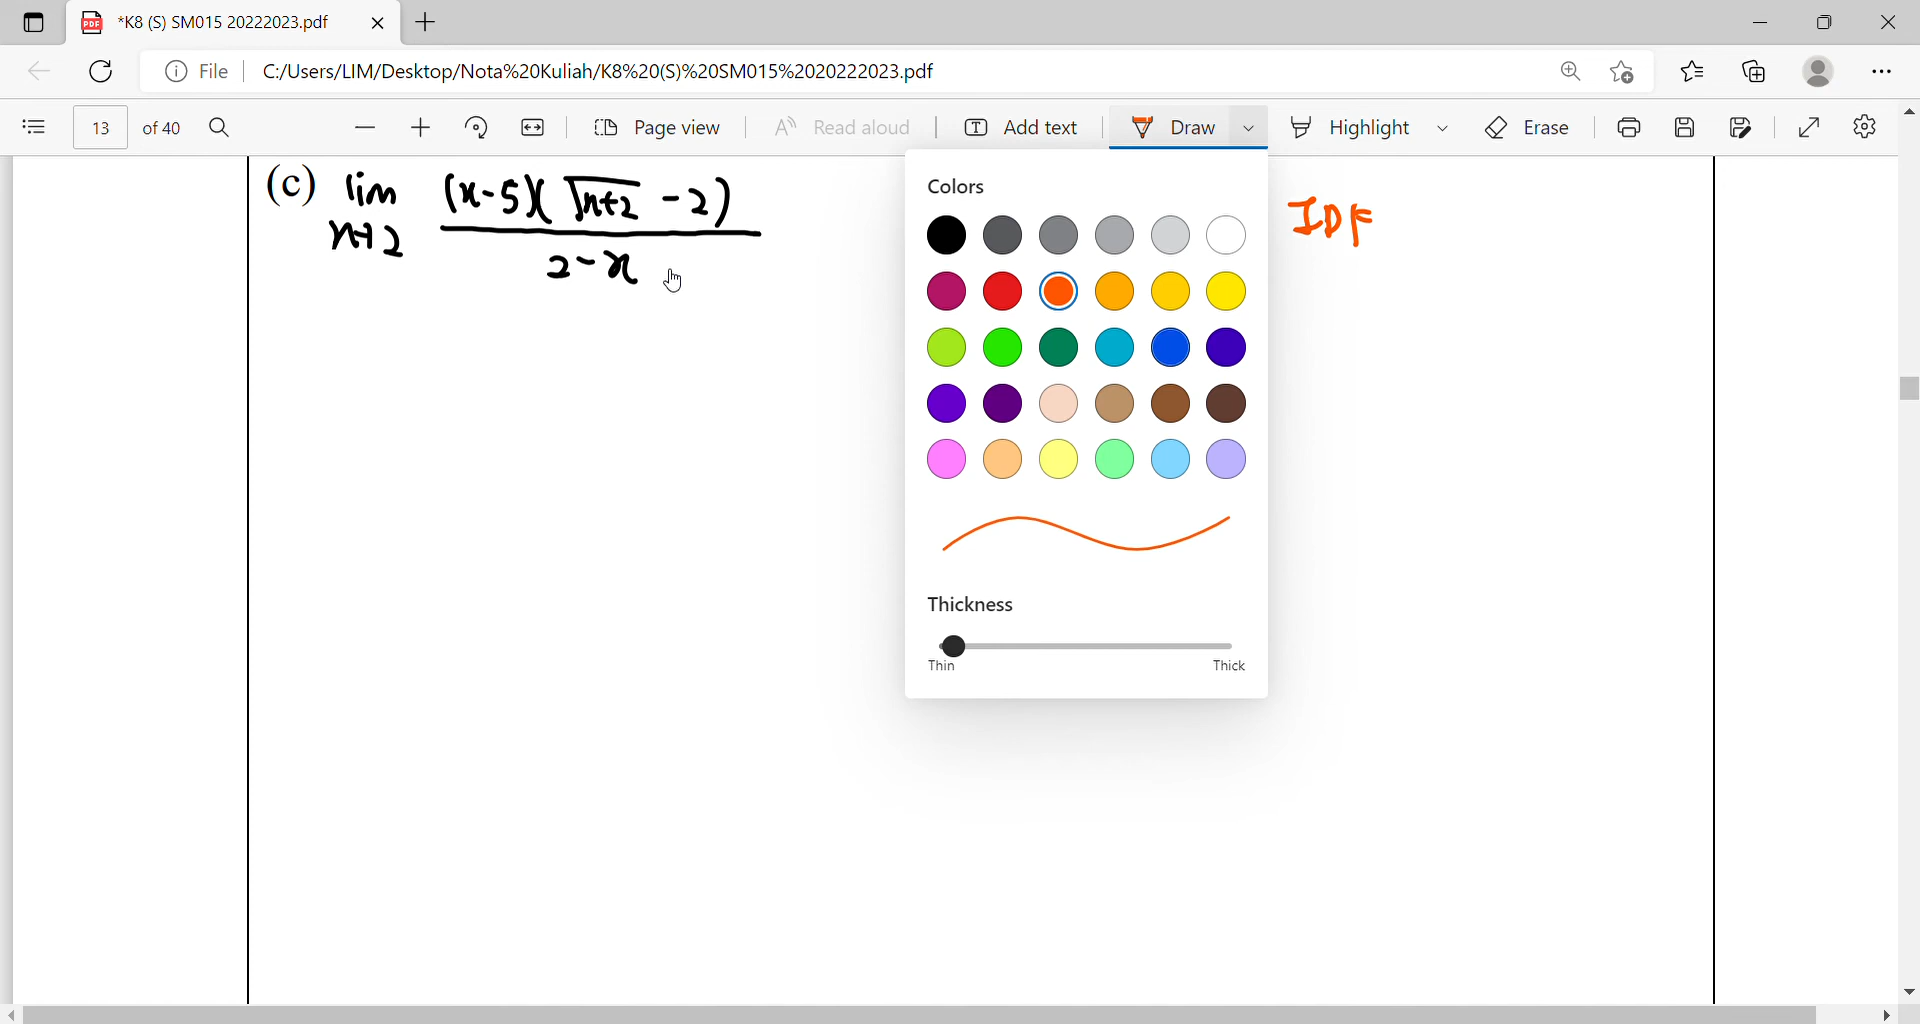 *K8 (S) SM015 20222023.pdf
File C:/Users/LIM/Desktop/Nota%20Kuliah/K8%20(S)%20SM015%2020222023.pdf
13 of 40 Page view Read aloud Add text Draw Highlight Erase
(c) lim (x-5)(√x+2 - 2)
x→2 2-x
IDF
Colors
Thickness
Thin Thick